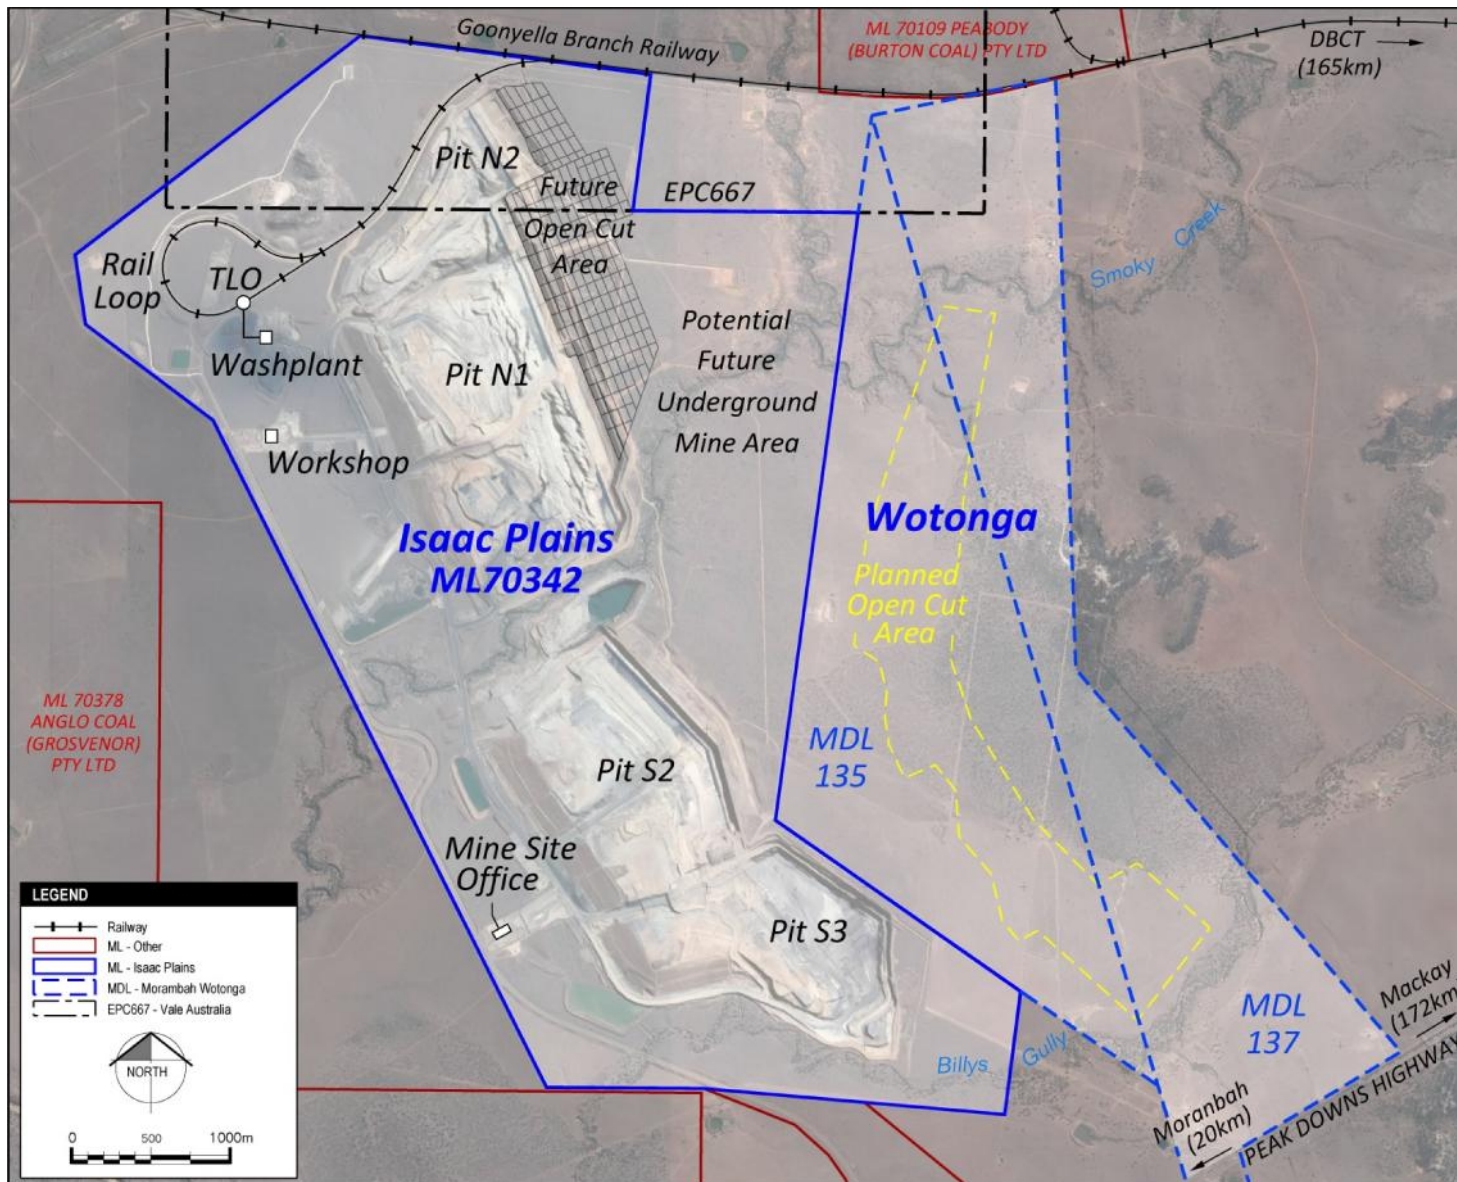 Goonyella Branch Railway
ML 70109 PEABODY
(BURTON COAL) PTY LTD
DBCT
(165km)
Pit N2
Future
Open Cut
Area
EPC667
Smoky Creek
Rail
Loop
TLO
Washplant
Pit N1
Potential
Future
Underground
Mine Area
Workshop
Isaac Plains
ML70342
Wotonga
Planned
Open Cut
Area
ML 70378
ANGLO COAL
(GROSVENOR)
PTY LTD
MDL
135
Pit S2
Mine Site
Office
Pit S3
Billys Gully
MDL
137
Mackay
(172km)
Moranbah
(20km)
PEAK DOWNS HIGHWAY
LEGEND
Railway
ML - Other
ML - Isaac Plains
MDL - Morambah Wotonga
EPC667 - Vale Australia
NORTH
0 500 1000m